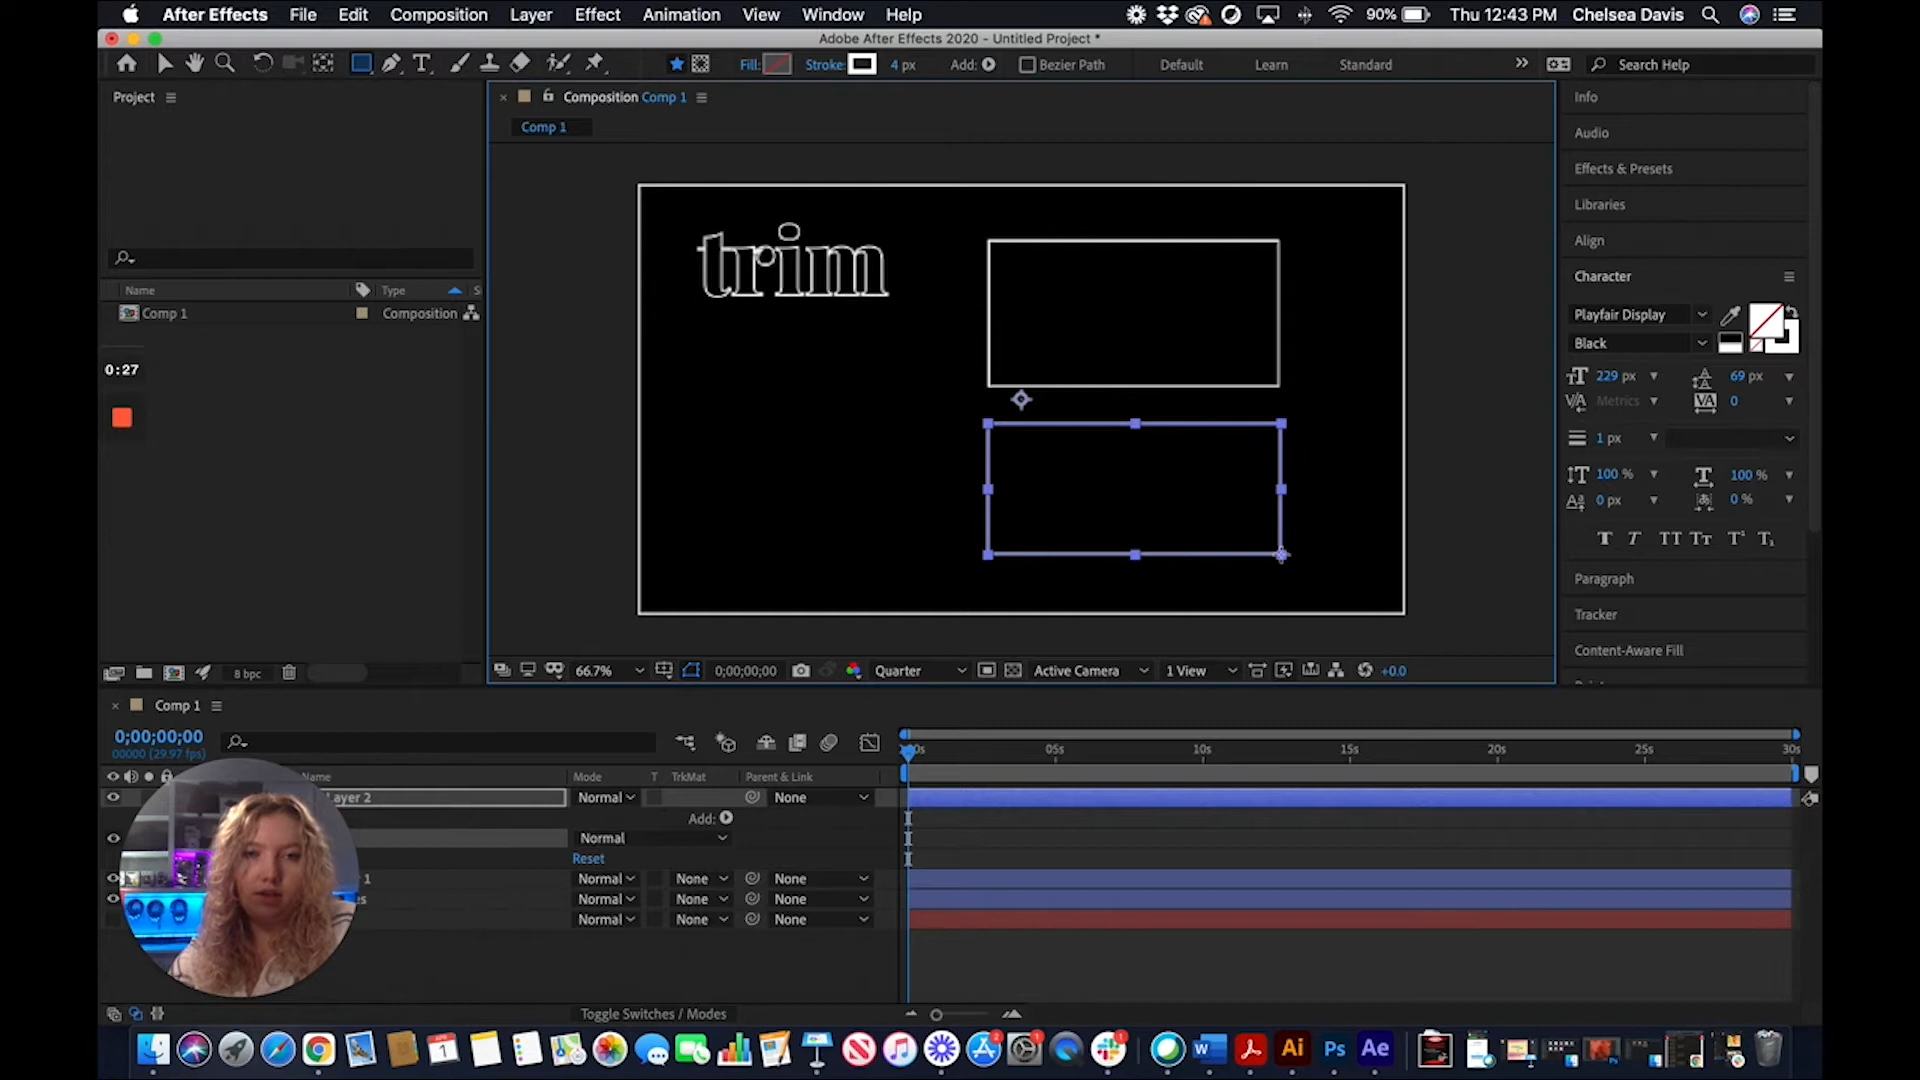 After Effects File Edit Composition Layer Effect Animation View Window Help 90% Thu 12:43 PM Chelsea Davis
Adobe After Effects 2020 - Untitled Project *
Fill: Stroke: 4 px Add: Bezier Path Default Learn Standard Search Help
Project
Composition Comp 1
Comp 1
trim
Name Type S
Comp 1 Composition
0:27
8 bpc
66.7% 0;00;00;00 Quarter Active Camera 1 View +0.0
Info
Audio
Effects & Presets
Libraries
Align
Character
Playfair Display
Black
229 px 69 px
Metrics 0
1 px
100 % 100 %
0 px 0 %
Paragraph
Tracker
Content-Aware Fill
Comp 1
0;00;00;00
00000 (29.97 fps)
05s 10s 15s 20s 25s 30s
Name Mode T TrkMat Parent & Link
Layer 2 Normal None
Add:
Normal
Reset
1 Normal None None
es Normal None None
Normal None None
Toggle Switches / Modes